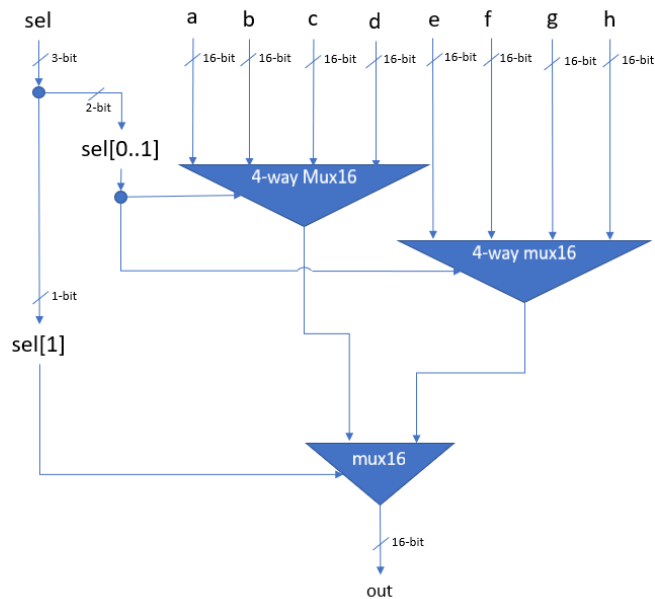 sel
a
b
c
d
e
f
g
h
3-bit
16-bit
16-bit
16-bit
16-bit
16-bit
16-bit
16-bit
16-bit
2-bit
sel[0..1]
4-way Mux16
4-way mux16
1-bit
sel[1]
mux16
16-bit
out